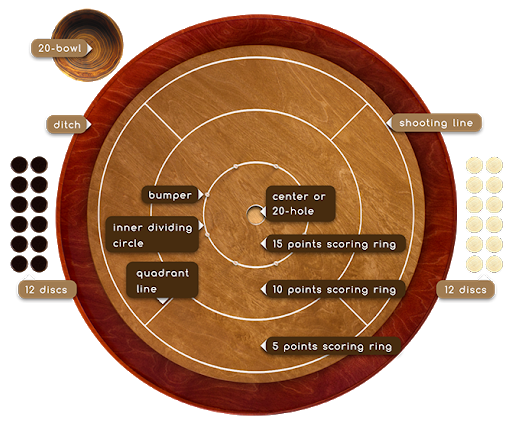 20-bowl
ditch
shooting line
bumper
center or
20-hole
inner dividing
circle
15 points scoring ring
quadrant
line
10 points scoring ring
12 discs
12 discs
5 points scoring ring